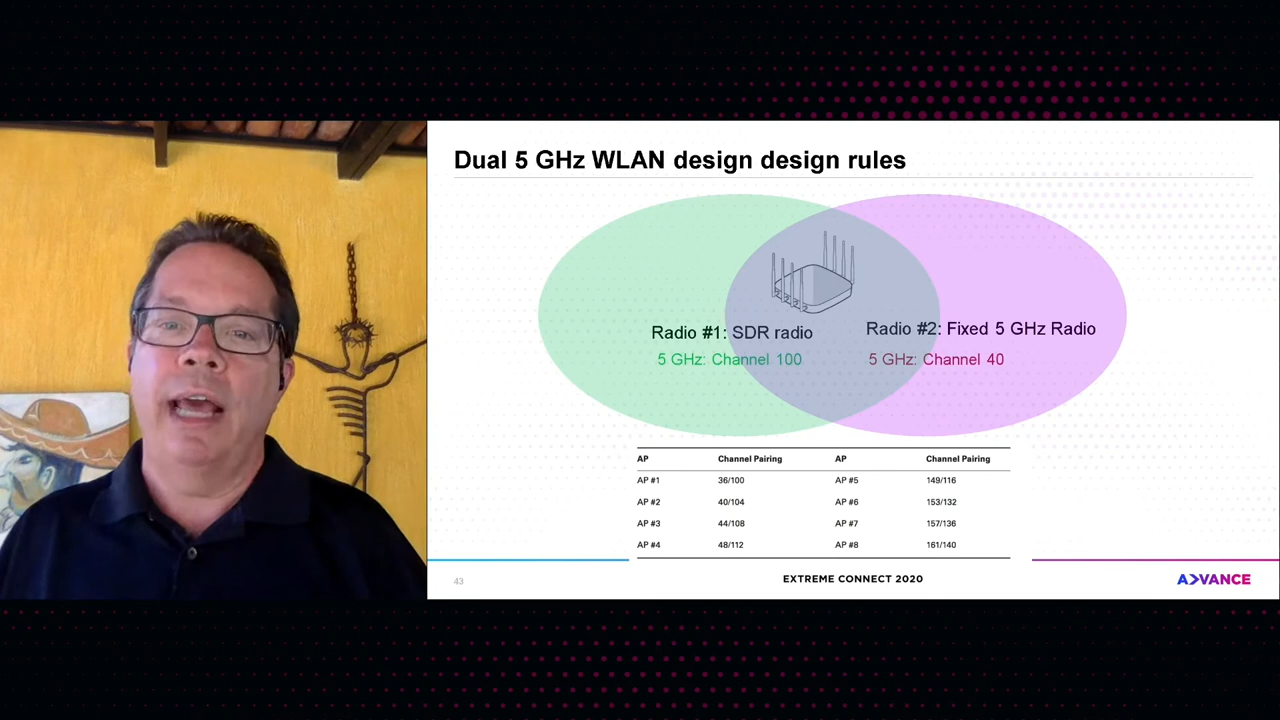 Dual 5 GHz WLAN design design rules
Radio #1: SDR radio
5 GHz: Channel 100
Radio #2: Fixed 5 GHz Radio
5 GHz: Channel 40
AP Channel Pairing AP Channel Pairing
AP #1 36/100 AP #5 149/116
AP #2 40/104 AP #6 153/132
AP #3 44/108 AP #7 157/136
AP #4 48/112 AP #8 161/140
43
EXTREME CONNECT 2020
ADVANCE